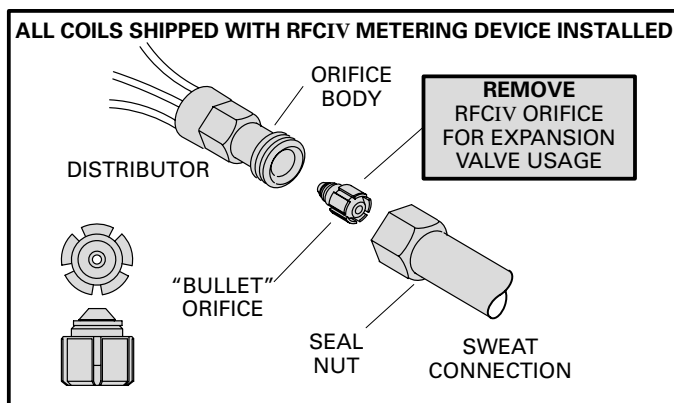 ALL COILS SHIPPED WITH RFCIV METERING DEVICE INSTALLED
ORIFICE
BODY
REMOVE
RFCIV ORIFICE
FOR EXPANSION
VALVE USAGE
DISTRIBUTOR
"BULLET"
ORIFICE
SEAL
NUT
SWEAT
CONNECTION